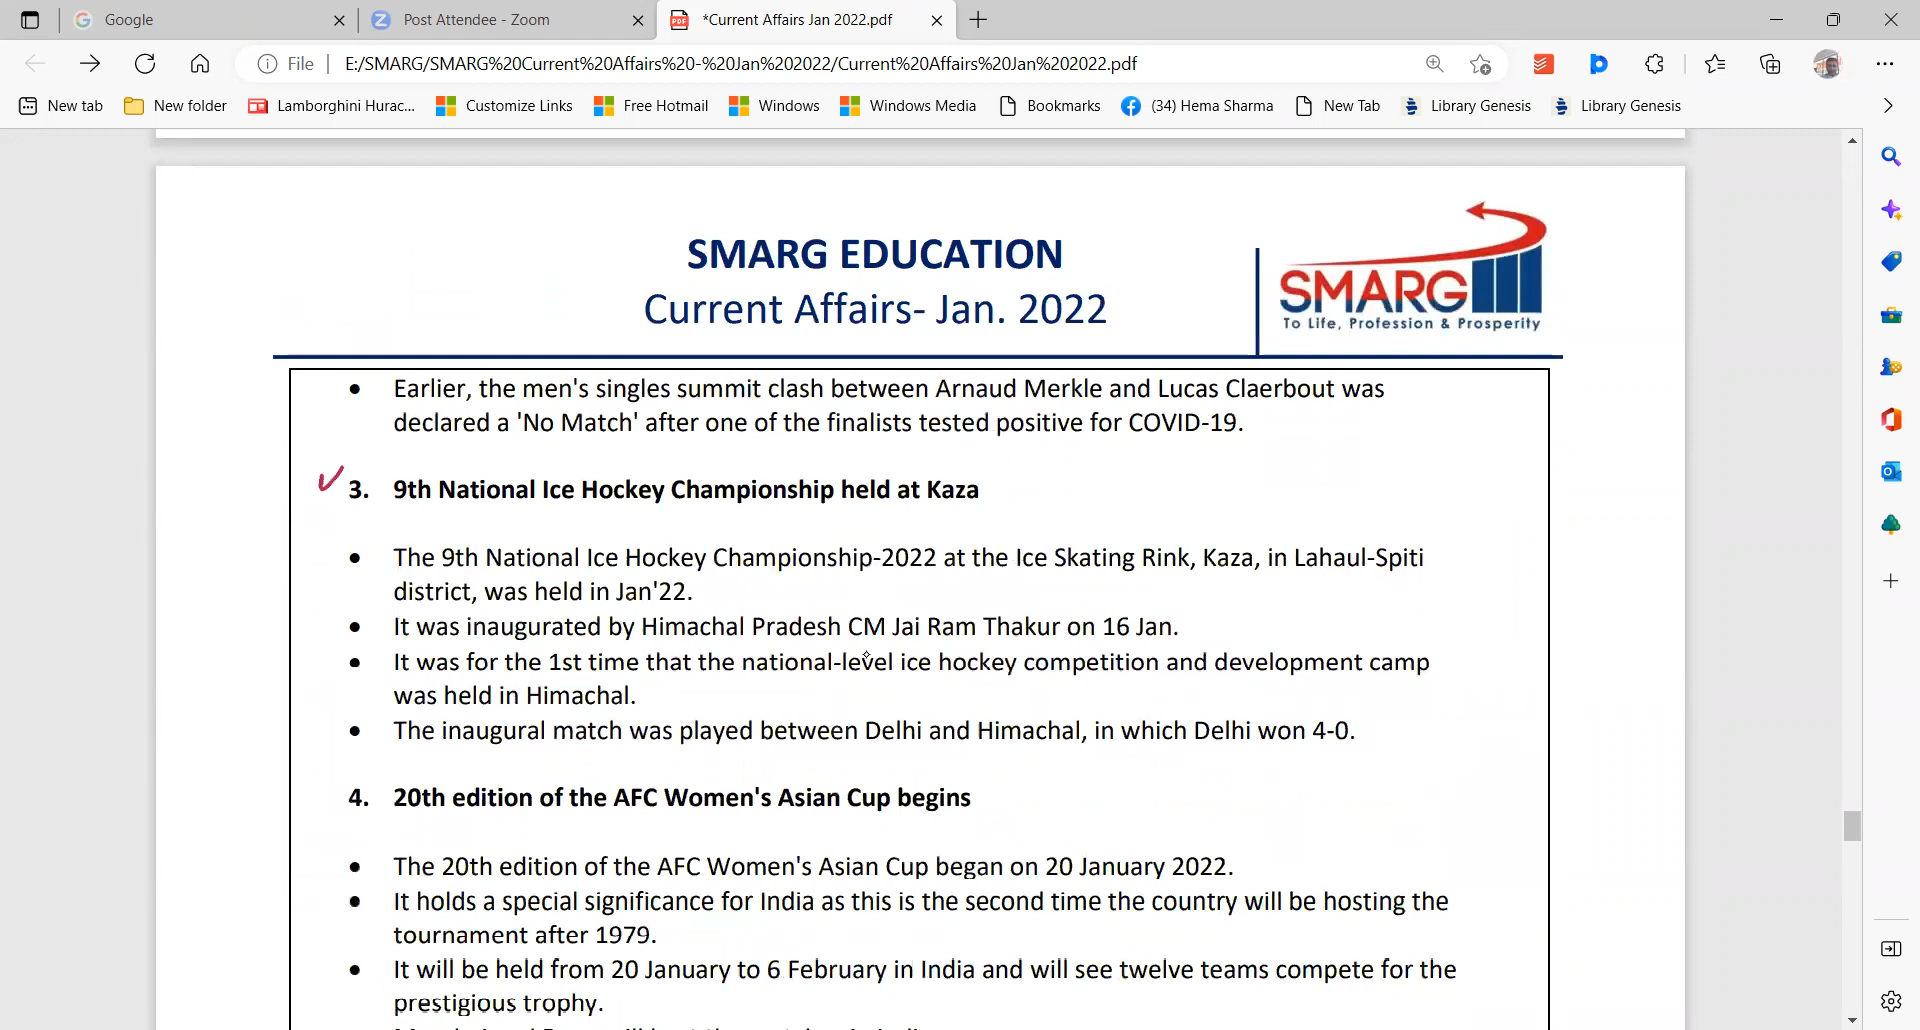 Google
Post Attendee - Zoom
*Current Affairs Jan 2022.pdf
File
E:/SMARG/SMARG%20Current%20Affairs%20-%20Jan%202022/Current%20Affairs%20Jan%202022.pdf
New tab
New folder
Lamborghini Hurac...
Customize Links
Free Hotmail
Windows
Windows Media
Bookmarks
(34) Hema Sharma
New Tab
Library Genesis
Library Genesis
SMARG EDUCATION
Current Affairs- Jan. 2022
SMARG
To Life, Profession & Prosperity
• Earlier, the men's singles summit clash between Arnaud Merkle and Lucas Claerbout was
declared a 'No Match' after one of the finalists tested positive for COVID-19.
3. 9th National Ice Hockey Championship held at Kaza
• The 9th National Ice Hockey Championship-2022 at the Ice Skating Rink, Kaza, in Lahaul-Spiti
district, was held in Jan'22.
• It was inaugurated by Himachal Pradesh CM Jai Ram Thakur on 16 Jan.
• It was for the 1st time that the national-level ice hockey competition and development camp
was held in Himachal.
• The inaugural match was played between Delhi and Himachal, in which Delhi won 4-0.
4. 20th edition of the AFC Women's Asian Cup begins
• The 20th edition of the AFC Women's Asian Cup began on 20 January 2022.
• It holds a special significance for India as this is the second time the country will be hosting the
tournament after 1979.
• It will be held from 20 January to 6 February in India and will see twelve teams compete for the
prestigious trophy.